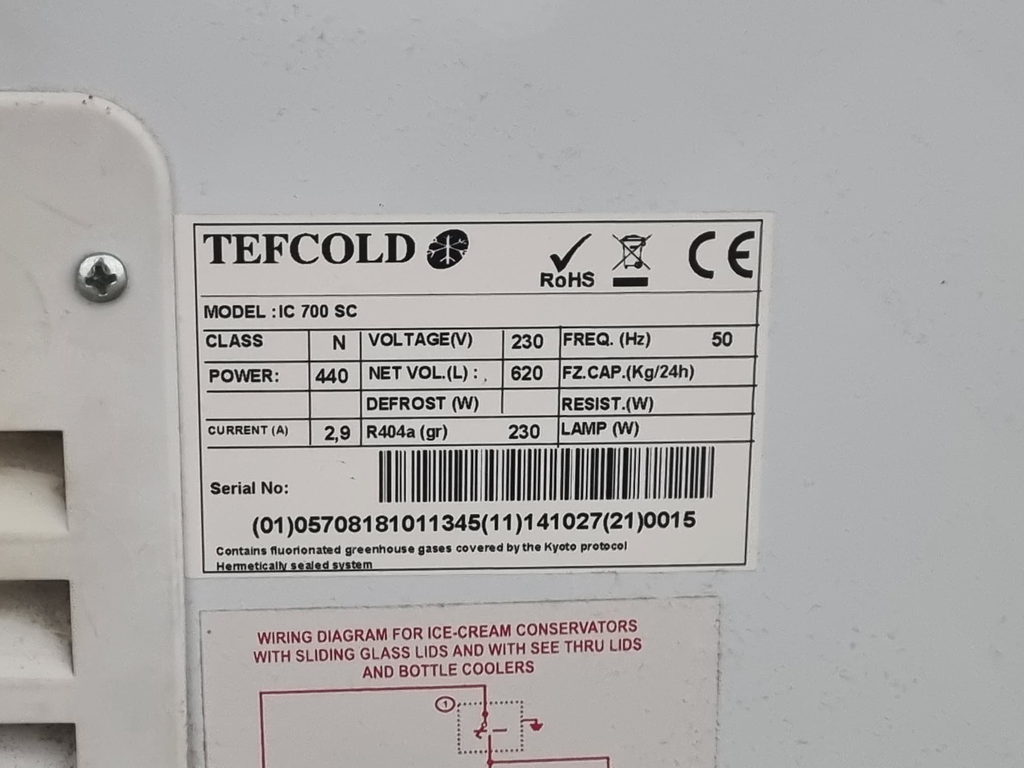 TEFCOLD
RoHS
CE
MODEL : IC 700 SC
CLASS N VOLTAGE(V) 230 FREQ. (Hz) 50
POWER: 440 NET VOL.(L) : 620 FZ.CAP.(Kg/24h)
DEFROST (W) RESIST.(W)
CURRENT (A) 2,9 R404a (gr) 230 LAMP (W)
Serial No:
(01)05708181011345(11)141027(21)0015
Contains fluorionated greenhouse gases covered by the Kyoto protocol
Hermetically sealed system
WIRING DIAGRAM FOR ICE-CREAM CONSERVATORS
WITH SLIDING GLASS LIDS AND WITH SEE THRU LIDS
AND BOTTLE COOLERS
1